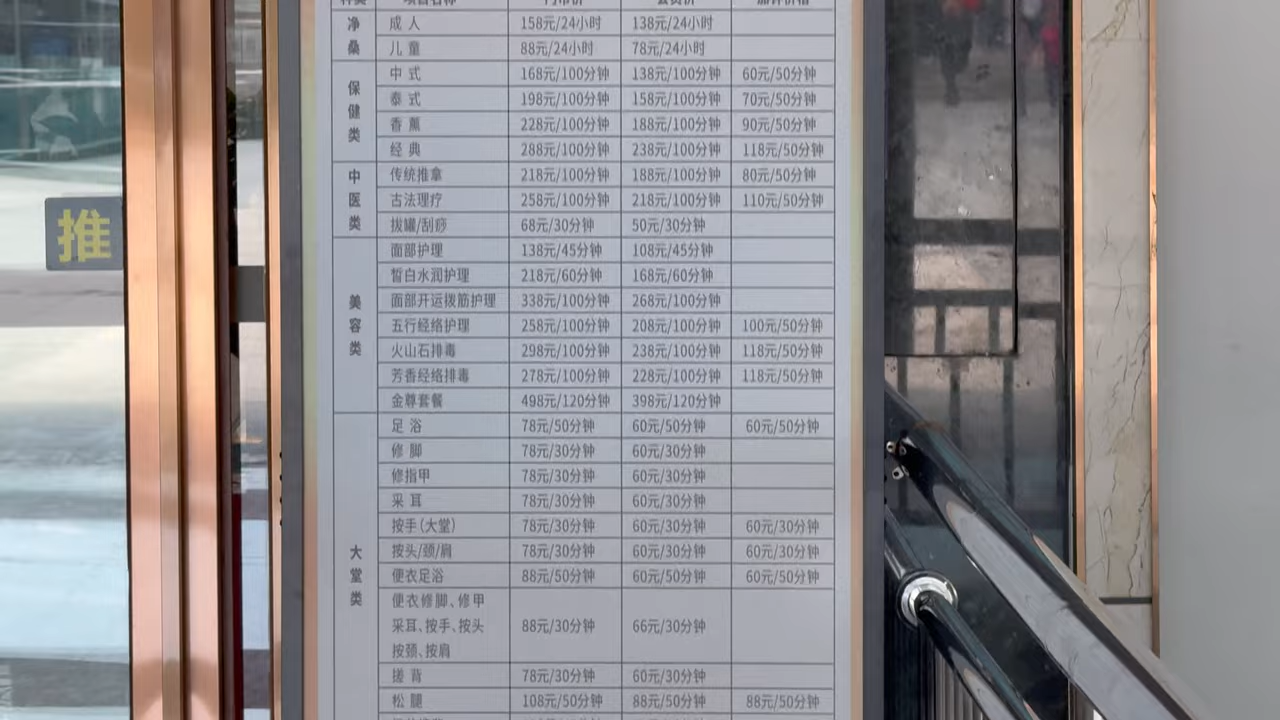 种类 项目名称 门市价 会员价 加钟价格
净桑 成人 158元/24小时 138元/24小时
儿童 88元/24小时 78元/24小时
保健类 中式 168元/100分钟 138元/100分钟 60元/50分钟
泰式 198元/100分钟 158元/100分钟 70元/50分钟
香薰 228元/100分钟 188元/100分钟 90元/50分钟
经典 288元/100分钟 238元/100分钟 118元/50分钟
中医类 传统推拿 218元/100分钟 188元/100分钟 80元/50分钟
古法理疗 258元/100分钟 218元/100分钟 110元/50分钟
拔罐/刮痧 68元/30分钟 50元/30分钟
美容类 面部护理 138元/45分钟 108元/45分钟
皙白水润护理 218元/60分钟 168元/60分钟
面部开运拨筋护理 338元/100分钟 268元/100分钟
五行经络护理 258元/100分钟 208元/100分钟 100元/50分钟
火山石排毒 298元/100分钟 238元/100分钟 118元/50分钟
芳香经络排毒 278元/100分钟 228元/100分钟 118元/50分钟
金尊套餐 498元/120分钟 398元/120分钟
大堂类 足浴 78元/50分钟 60元/50分钟 60元/50分钟
修脚 78元/30分钟 60元/30分钟
修指甲 78元/30分钟 60元/30分钟
采耳 78元/30分钟 60元/30分钟
按手(大堂) 78元/30分钟 60元/30分钟 60元/30分钟
按头/颈/肩 78元/30分钟 60元/30分钟 60元/30分钟
便衣足浴 88元/50分钟 60元/50分钟 60元/50分钟
便衣修脚、修甲
采耳、按手、按头 88元/30分钟 66元/30分钟
按颈、按肩
搓背 78元/30分钟 60元/30分钟
松腿 108元/50分钟 88元/50分钟 88元/50分钟
推